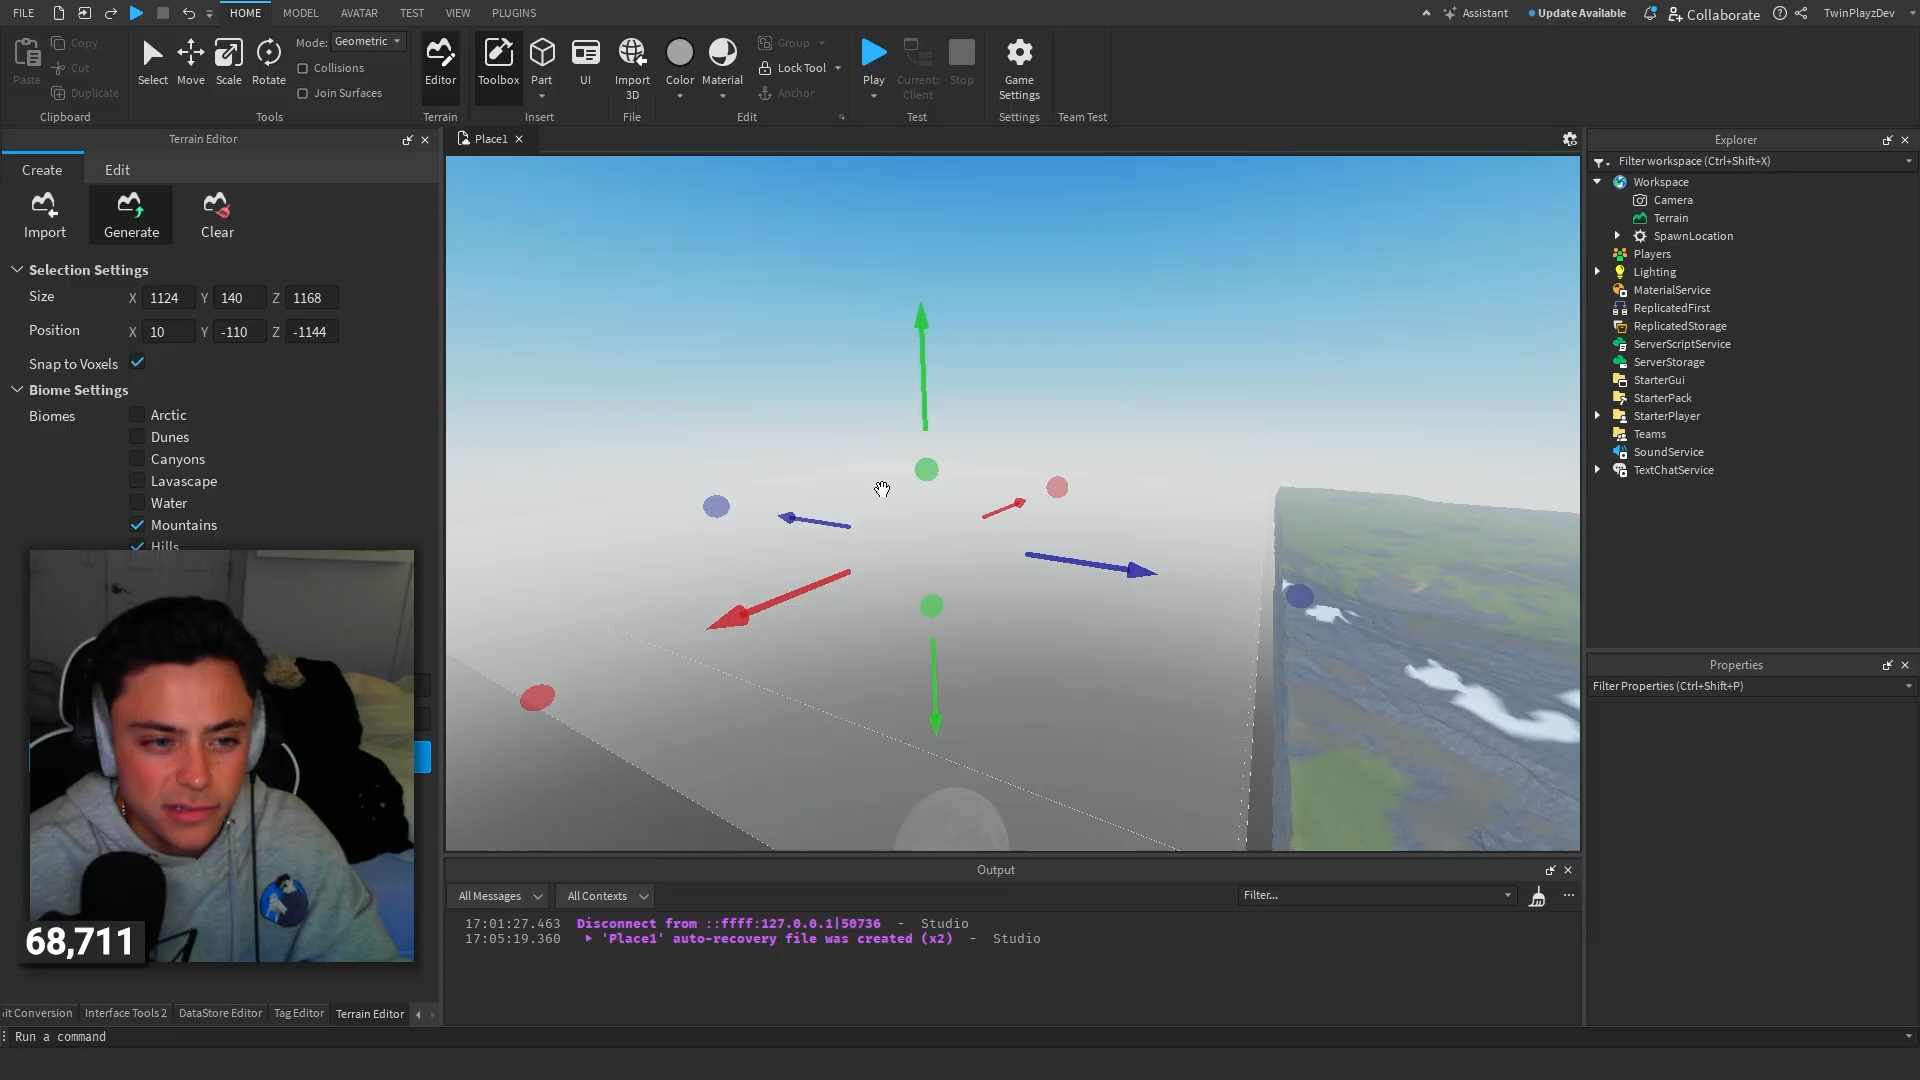 FILE
HOME
MODEL
AVATAR
TEST
VIEW
PLUGINS
Assistant
Update Available
Collaborate
TwinPlayzDev
Paste
Copy
Cut
Duplicate
Clipboard
Select
Move
Scale
Rotate
Mode: Geometric
Collisions
Join Surfaces
Tools
Editor
Terrain
Toolbox
Part
UI
Insert
Import
3D
File
Color
Material
Group
Lock Tool
Anchor
Edit
Play
Current:
Client
Stop
Test
Game
Settings
Settings
Team Test
Terrain Editor
Create
Edit
Import
Generate
Clear
Selection Settings
Size X 1124 Y 140 Z 1168
Position X 10 Y -110 Z -1144
Snap to Voxels
Biome Settings
Biomes
Arctic
Dunes
Canyons
Lavascape
Water
Mountains
Hills
68,711
it Conversion
Interface Tools 2
DataStore Editor
Tag Editor
Terrain Editor
Place1
Output
All Messages
All Contexts
Filter...
17:01:27.463 Disconnect from ::ffff:127.0.0.1|50736 - Studio
17:05:19.360 'Place1' auto-recovery file was created (x2) - Studio
Explorer
Filter workspace (Ctrl+Shift+X)
Workspace
Camera
Terrain
SpawnLocation
Players
Lighting
MaterialService
ReplicatedFirst
ReplicatedStorage
ServerScriptService
ServerStorage
StarterGui
StarterPack
StarterPlayer
Teams
SoundService
TextChatService
Properties
Filter Properties (Ctrl+Shift+P)
Run a command